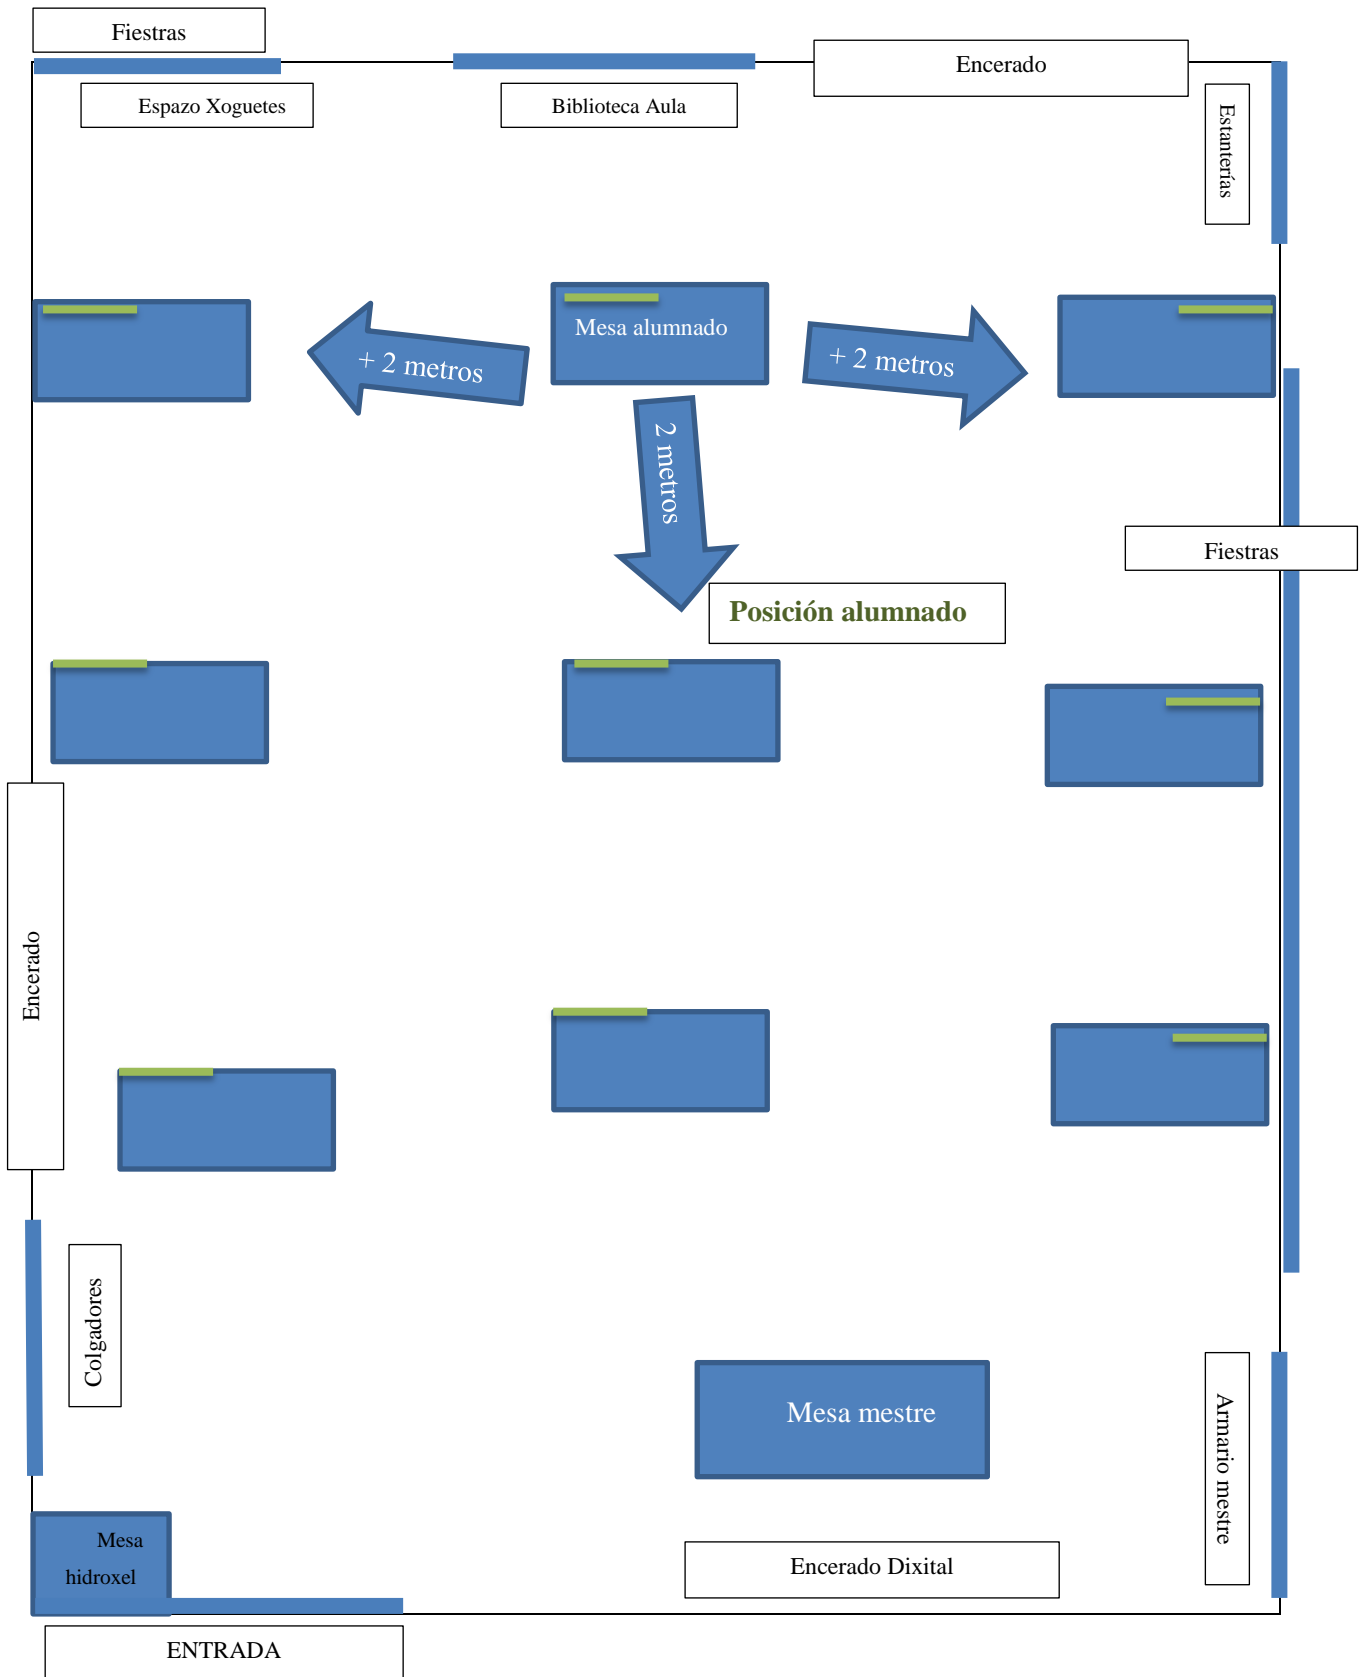 Fiestras
Encerado
Espazo Xoguetes
Biblioteca Aula
Estanterías
Mesa alumnado
+ 2 metros
+ 2 metros
2 metros
Fiestras
Posición alumnado
Encerado
Colgadores
Mesa mestre
Armario mestre
Mesa
hidroxel
Encerado Dixital
ENTRADA